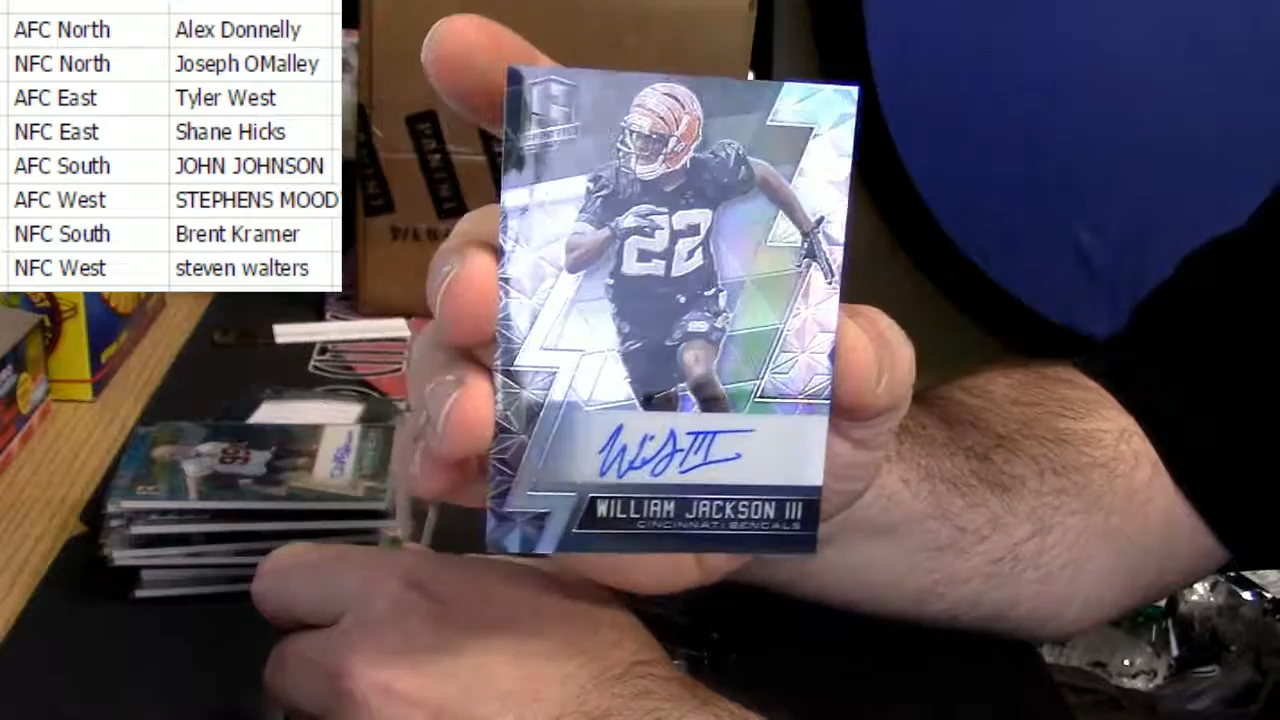 AFC North Alex Donnelly
NFC North Joseph OMalley
AFC East Tyler West
NFC East Shane Hicks
AFC South JOHN JOHNSON
AFC West STEPHENS MOOD
NFC South Brent Kramer
NFC West steven walters
PANINI
22
WILLIAM JACKSON III
CINCINNATI BENGALS